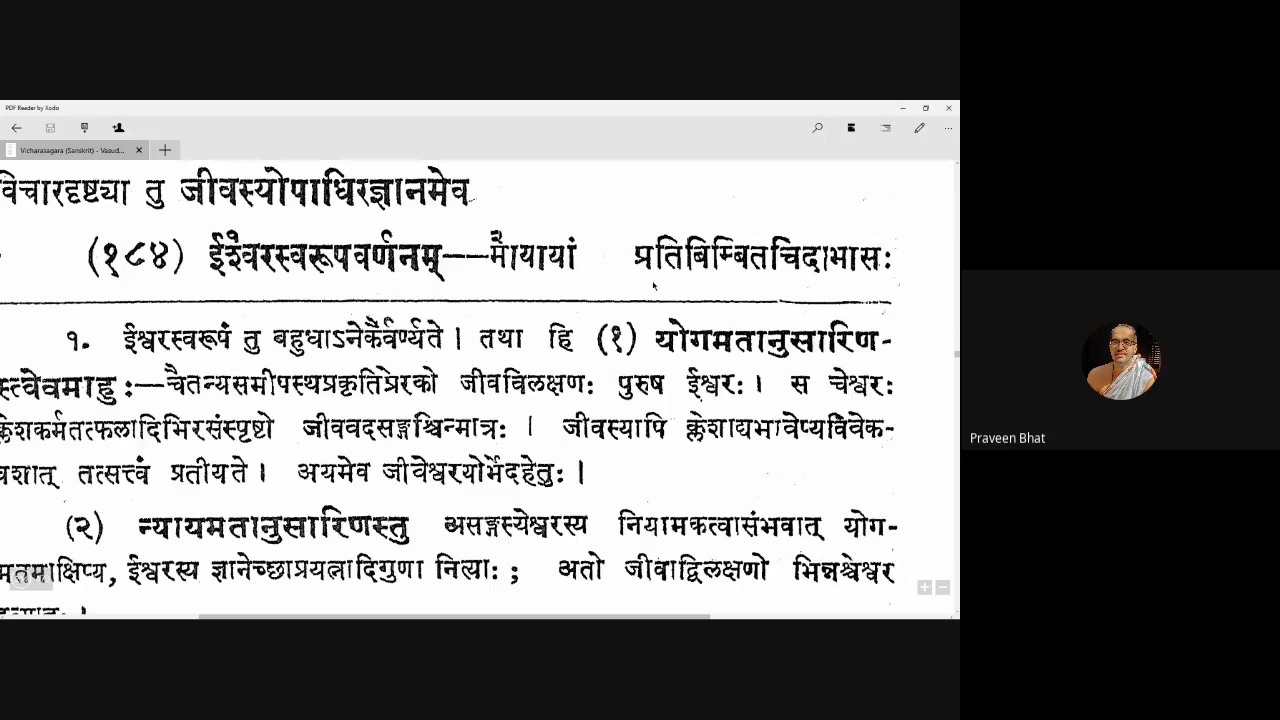 PDF Reader by Xodo
Vicharasagara (Sanskrit) - Vasud...
विचारदृष्ट्या तु जीवस्योपाधिरज्ञानमेव
(१८४) ईश्वरस्वरूपवर्णनम्——मायायां प्रतिबिम्बितचिदाभासः
१. ईश्वरस्वरूपं तु बहुधाऽनेकैर्वर्ण्यते । तथा हि (१) योगमतानुसारिण-
स्त्वेवमाहुः—चैतन्यसमीपस्थप्रकृतिप्रेरको जीवविलक्षणः पुरुष ईश्वरः । स चेश्वरः
क्लेशकर्मतत्फलादिभिरसंस्पृष्टो जीववदसङ्गश्चिन्मात्रः । जीवस्यापि क्लेशाद्यभावेप्यविवेक-
वशात् तत्सत्त्वं प्रतीयते । अयमेव जीवेश्वरयोर्भेदहेतुः ।
(२) न्यायमतानुसारिणस्तु असङ्गस्येश्वरस्य नियामकत्वासंभवात् योग-
मतमाक्षिप्य, ईश्वरस्य ज्ञानेच्छाप्रयत्नादिगुणा नित्याः ; अतो जीवाद्विलक्षणो भिन्नश्चेश्वर
Praveen Bhat